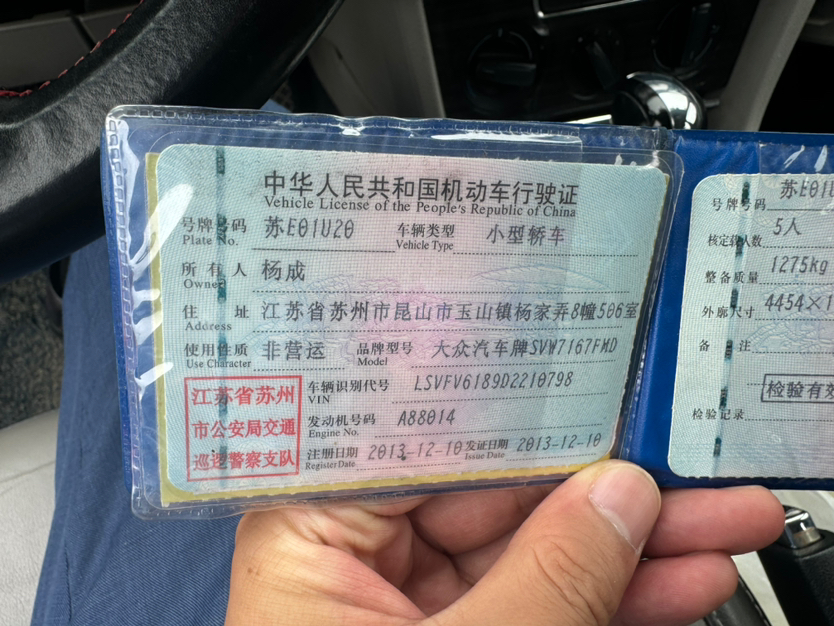 中华人民共和国机动车行驶证
Vehicle License of the People's Republic of China
号牌号码 苏E01U20 车辆类型 小型轿车
Plate No. Vehicle Type
所有人 杨成
Owner
住址 江苏省苏州市昆山市玉山镇杨家弄8幢506室
Address
使用性质 非营运 品牌型号 大众汽车牌SVW7167FMD
Use Character Model
江苏省苏州
市公安局交通
巡逻警察支队
车辆识别代号 LSVFV6189D2210798
VIN
发动机号码 A88014
Engine No.
注册日期 2013-12-10 发证日期 2013-12-10
Register Date Issue Date
号牌号码 苏E01
核定载人数 5人
整备质量 1275kg
外廓尺寸 4454×1
备注
检验有效
检验记录